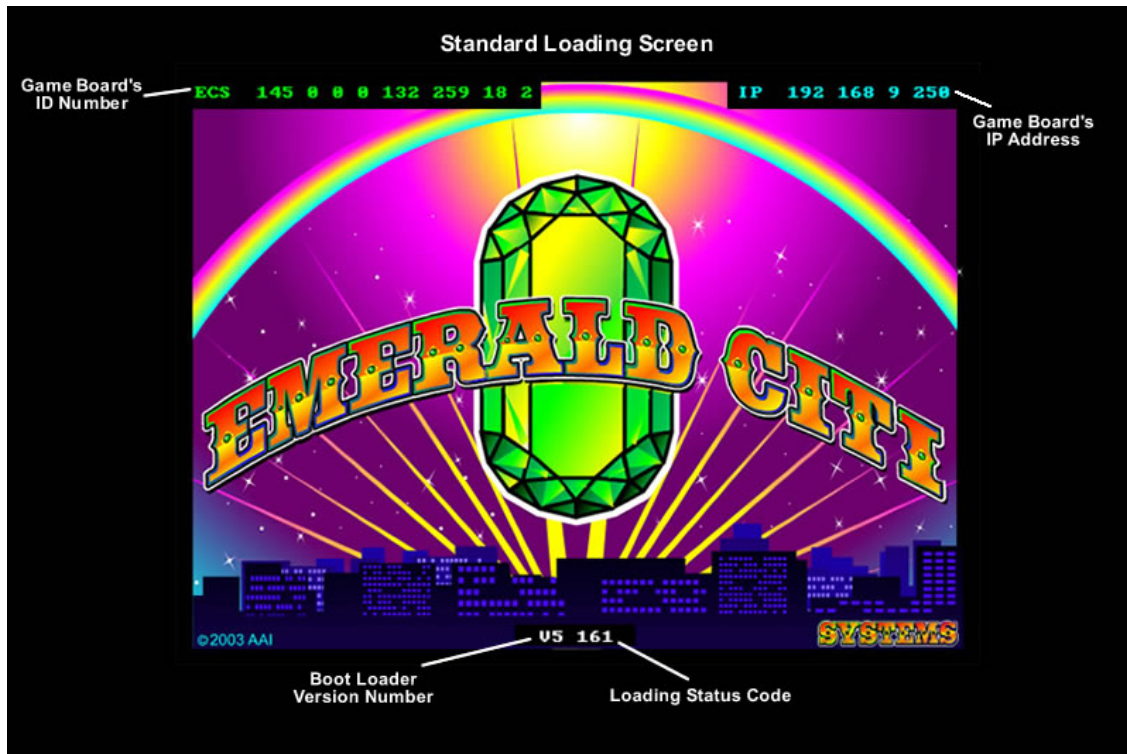 Standard Loading Screen
Game Board's
ID Number
ECS 145 0 0 0 132 259 18 2
IP 192 168 9 250
Game Board's
IP Address
EMERALD CITI
©2003 AAI
V5 161
SYSTEMS
Boot Loader
Version Number
Loading Status Code